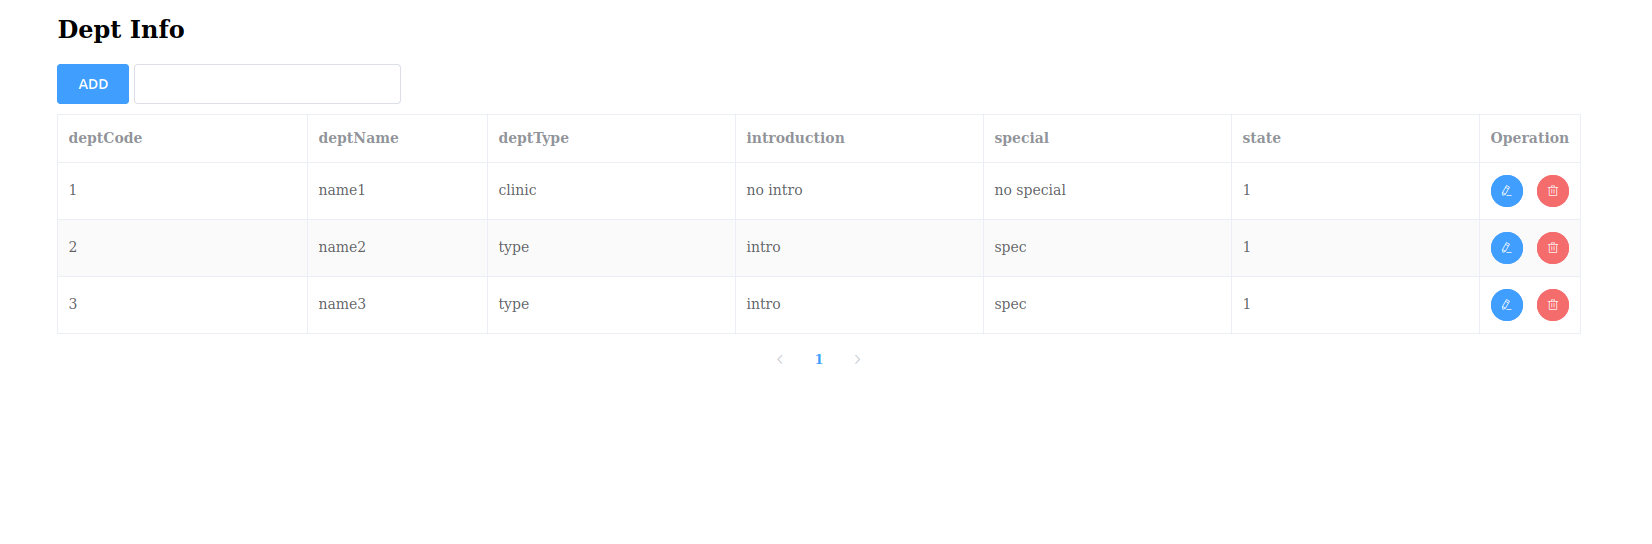 Dept Info
ADD
deptCode deptName deptType introduction special state Operation
1 name1 clinic no intro no special 1
2 name2 type intro spec 1
3 name3 type intro spec 1
1